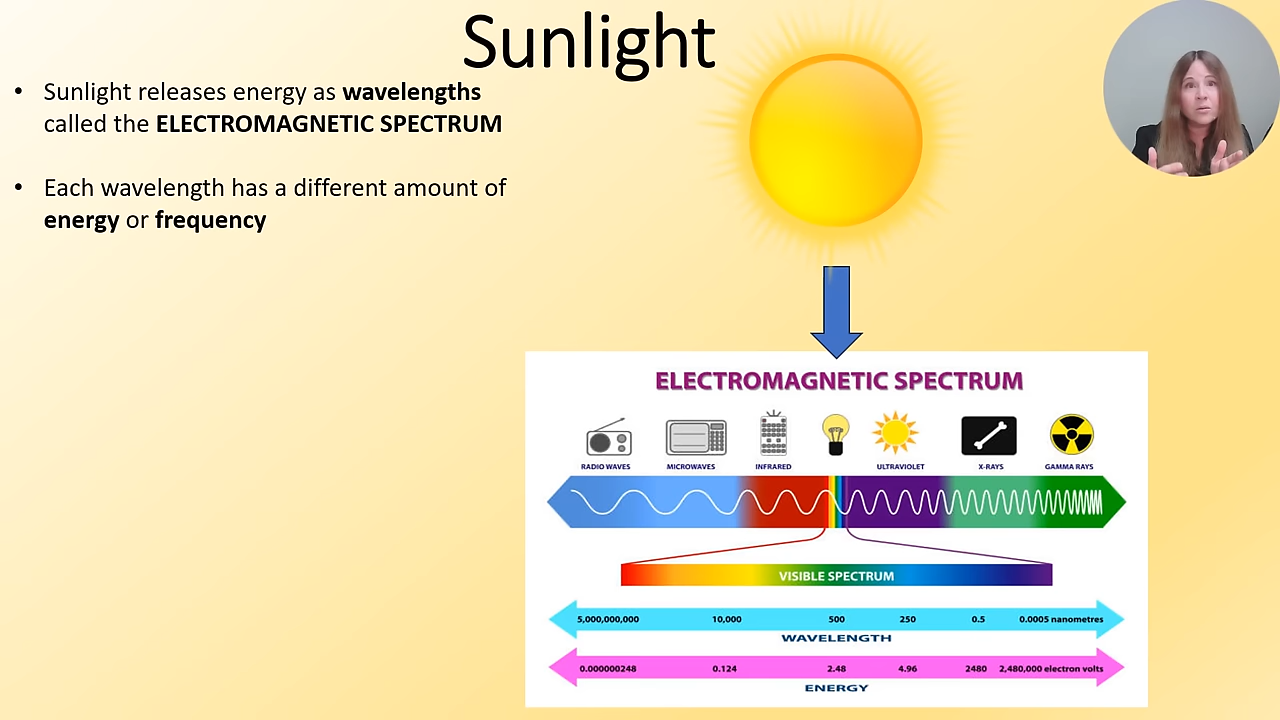 Sunlight
• Sunlight releases energy as wavelengths
called the ELECTROMAGNETIC SPECTRUM
• Each wavelength has a different amount of
energy or frequency
ELECTROMAGNETIC SPECTRUM
RADIO WAVES MICROWAVES INFRARED ULTRAVIOLET X-RAYS GAMMA RAYS
VISIBLE SPECTRUM
5,000,000,000 10,000 500 250 0.5 0.0005 nanometres
WAVELENGTH
0.000000248 0.124 2.48 4.96 2480 2,480,000 electron volts
ENERGY